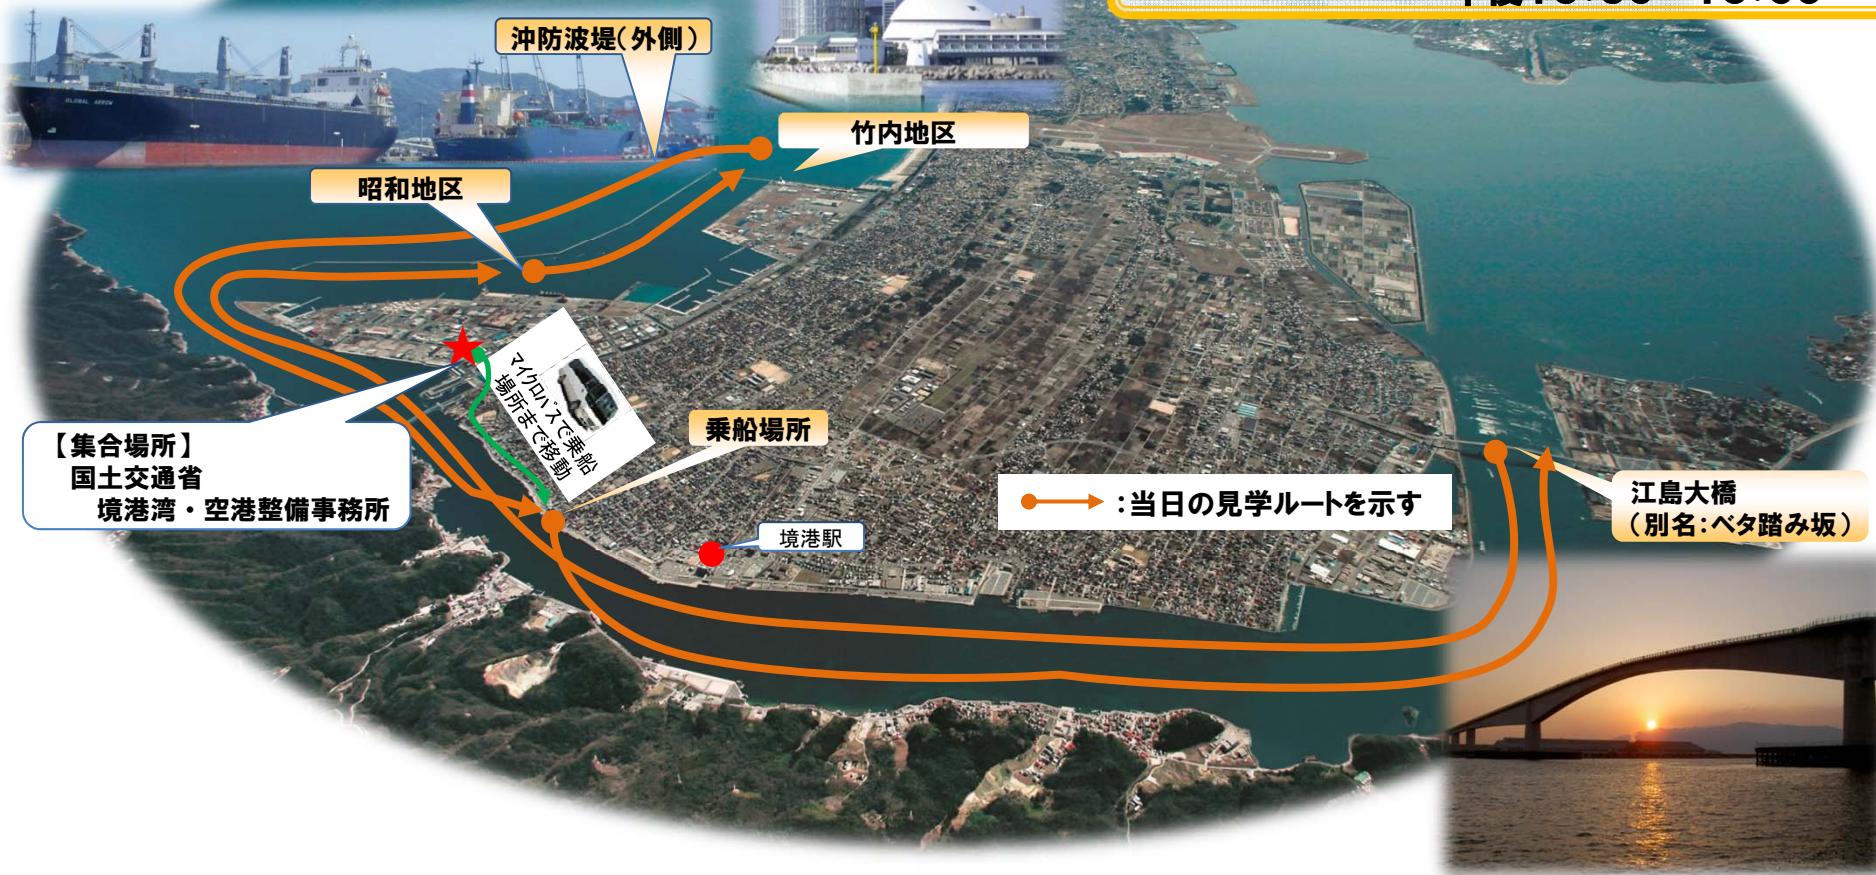 沖防波堤(外側)
竹内地区
昭和地区
GLOBAL ARROW
マイクロバスで乗船
場所まで移動
乗船場所
【集合場所】
国土交通省
境港湾・空港整備事務所
境港駅
:当日の見学ルートを示す
江島大橋
(別名:ベタ踏み坂)